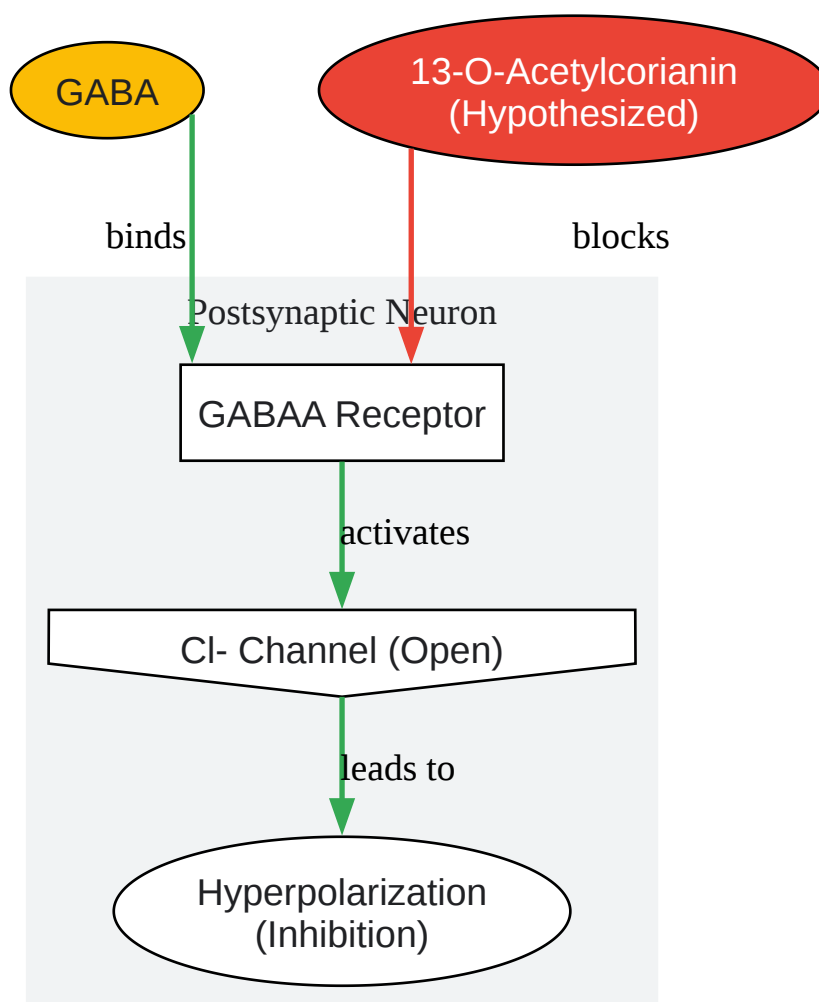 GABA
13-O-Acetylcorianin
(Hypothesized)
binds
blocks
Postsynaptic Neuron
GABAA Receptor
activates
Cl- Channel (Open)
leads to
Hyperpolarization
(Inhibition)